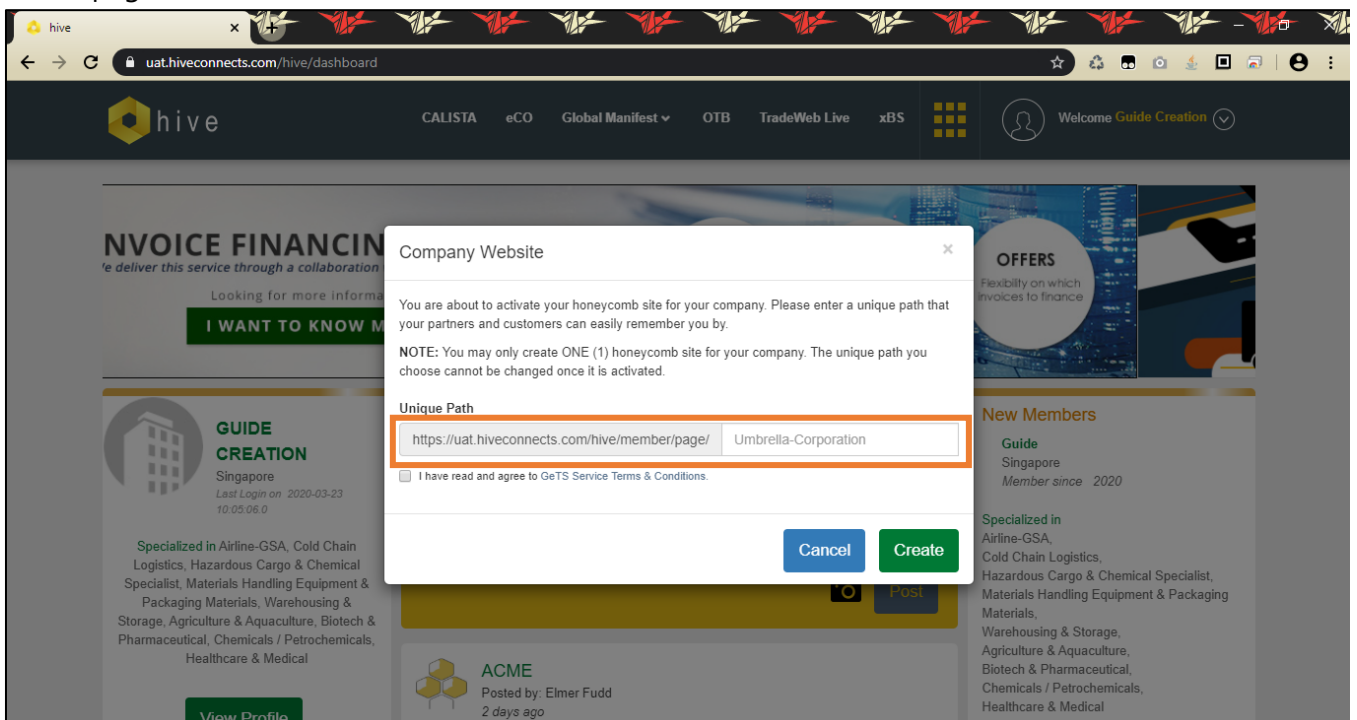 hive
uat.hiveconnects.com/hive/dashboard
hive
CALISTA eCO Global Manifest OTB TradeWeb Live xBS
Welcome Guide Creation
NVOICE FINANCIN
e deliver this service through a collaboration
Looking for more informa
I WANT TO KNOW M
OFFERS
Flexibility on which
nvoices to finance
Company Website
×
You are about to activate your honeycomb site for your company. Please enter a unique path that
your partners and customers can easily remember you by.
NOTE: You may only create ONE (1) honeycomb site for your company. The unique path you
choose cannot be changed once it is activated.
Unique Path
https://uat.hiveconnects.com/hive/member/page/ Umbrella-Corporation
I have read and agree to GeTS Service Terms & Conditions.
Cancel Create
GUIDE
CREATION
Singapore
Last Login on 2020-03-23
10:05:06.0
Specialized in Airline-GSA, Cold Chain
Logistics, Hazardous Cargo & Chemical
Specialist, Materials Handling Equipment &
Packaging Materials, Warehousing &
Storage, Agriculture & Aquaculture, Biotech &
Pharmaceutical, Chemicals / Petrochemicals,
Healthcare & Medical
View Profile
Post
ACME
Posted by: Elmer Fudd
2 days ago
New Members
Guide
Singapore
Member since 2020
Specialized in
Airline-GSA,
Cold Chain Logistics,
Hazardous Cargo & Chemical Specialist,
Materials Handling Equipment & Packaging
Materials,
Warehousing & Storage,
Agriculture & Aquaculture,
Biotech & Pharmaceutical,
Chemicals / Petrochemicals,
Healthcare & Medical